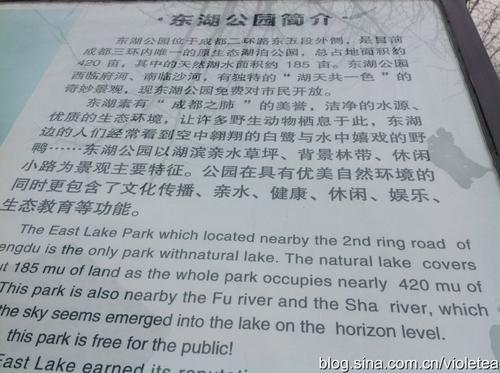 ·东湖公园简介·
东湖公园位于成都二环路东五段外侧，是目前
成都三环内唯一的原生态湖泊公园，总占地面积约
420 亩，其中的天然湖水面积约 185 亩。东湖公园
西临府河、南临沙河，有独特的“湖天共一色”的
奇妙景观，现东湖公园免费对市民开放。
东湖素有“成都之肺”的美誉，洁净的水源、
优质的生态环境，让许多野生动物栖息于此，东湖
边的人们经常看到空中翱翔的白鹭与水中嬉戏的野
鸭……东湖公园以湖滨亲水草坪、背景林带、休闲
小路为景观主要特征。公园在具有优美自然环境的
同时更包含了文化传播、亲水、健康、休闲、娱乐、
生态教育等功能。
The East Lake Park which located nearby the 2nd ring road of
engdu is the only park withnatural lake. The natural lake covers
ut 185 mu of land as the whole park occupies nearly 420 mu of
This park is also nearby the Fu river and the Sha river, which
the sky seems emerged into the lake on the horizon level.
this park is free for the public!
East Lake earned its
blog.sina.com.cn/violetea